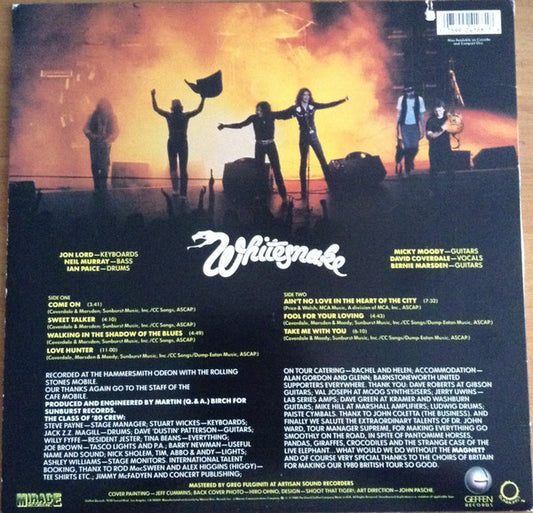 Also Available on Cassette
and Compact Disc
JON LORD—KEYBOARDS
NEIL MURRAY—BASS
IAN PAICE—DRUMS
Whitesnake
MICKY MOODY—GUITARS
DAVID COVERDALE—VOCALS
BERNIE MARSDEN—GUITARS
SIDE ONE
COME ON (3:41)
(Coverdale & Marsden; Sunburst Music, Inc./CC Songs, ASCAP)
SWEET TALKER (4:10)
(Coverdale & Marsden; Sunburst Music, Inc./CC Songs, ASCAP)
WALKING IN THE SHADOW OF THE BLUES (4:49)
(Coverdale & Marsden; Sunburst Music, Inc./CC Songs, ASCAP)
LOVE HUNTER (11:00)
(Coverdale, Marsden & Moody; Sunburst Music, Inc./CC Songs/Dump-Eaton Music, ASCAP)
SIDE TWO
AIN'T NO LOVE IN THE HEART OF THE CITY (7:32)
(Price & Walsh; MCA Music A division of MCA, Inc., ASCAP)
FOOL FOR YOUR LOVING (4:43)
(Coverdale, Marsden & Moody; Sunburst Music, Inc./CC Songs/Dump-Eaton Music, ASCAP)
TAKE ME WITH YOU (6:10)
(Coverdale & Moody; Sunburst Music, Inc./CC Songs/Dump-Eaton Music, ASCAP)
RECORDED AT THE HAMMERSMITH ODEON WITH THE ROLLING
STONES MOBILE.
OUR THANKS AGAIN GO TO THE STAFF OF THE
CAFE MOBILE.
PRODUCED AND ENGINEERED BY MARTIN (Q.&A.) BIRCH FOR
SUNBURST RECORDS.
THE CLASS OF '80 CREW:
STEVE PAYNE—STAGE MANAGER; STUART WICKES—KEYBOARDS;
JACK Z.Z. MAGILL—DRUMS; DAVE 'DUSTIN' PATTERSON—GUITARS;
WILLY FYFFE—RESIDENT JESTER, TINA BEANS—EVERYTHING;
JOE BROWN—TASCO LIGHTS AND P.A.; BARRY NEWMAN—USEFUL
NAME AND SOUND; NICK SHOLEM, TIM, ABBO & ANDY—LIGHTS;
ASHLEY WILLIAMS—STAGE MONITORS. INTERNATIONAL TALENT
BOOKING, THANK TO ROD MacSWEEN AND ALEX HIGGINS (HIGGY)—
TEE SHIRTS ETC.; JIMMY McFADYEN AND CONCERT PUBLISHING;
ON TOUR CATERING—RACHEL AND HELEN; ACCOMMODATION—
ALAN GORDON AND GLENN; BARNSTONEWORTH UNITED
SUPPORTERS EVERYWHERE. THANK YOU: DAVE ROBERTS AT GIBSON
GUITARS; VAL JOSEPH AT MOOG SYNTHESISERS; JERRY UWINS—
LAB SERIES AMPS; DAVE GREEN AT KRAMER AND WASHBURN
GUITARS; MIKE HILL AT MARSHALL AMPLIFIERS; LUDWIG DRUMS;
PAISTE CYMBALS. THANK TO JOHN COLETTA (THE BUSINESS), AND
FINALLY WE SALUTE THE EXTRAORDINARY TALENTS OF DR. JOHN
WARD, TOUR MANAGER SUPREME, FOR MAKING EVERYTHING GO
SMOOTHLY ON THE ROAD, IN SPITE OF PANTOMIME HORSES,
PANDAS, GIRAFFES, CROCODILES AND THE STRANGE CASE OF THE
LIVE ELEPHANT...WHAT WOULD WE DO WITHOUT THE MAGNET?
AND OF COURSE VERY SPECIAL THANKS TO THE CHOIRS OF BRITAIN
FOR MAKING OUR 1980 BRITISH TOUR SO GOOD.
MASTERED BY GREG FULGINITI AT ARTISAN SOUND RECORDERS
COVER PAINTING—JEFF CUMMINS; BACK COVER PHOTO—HIRO OHNO; DESIGN—SHOOT THAT TIGER!; ART DIRECTION—JOHN PASCHE.
MIRAGE
GEFFEN
RECORDS